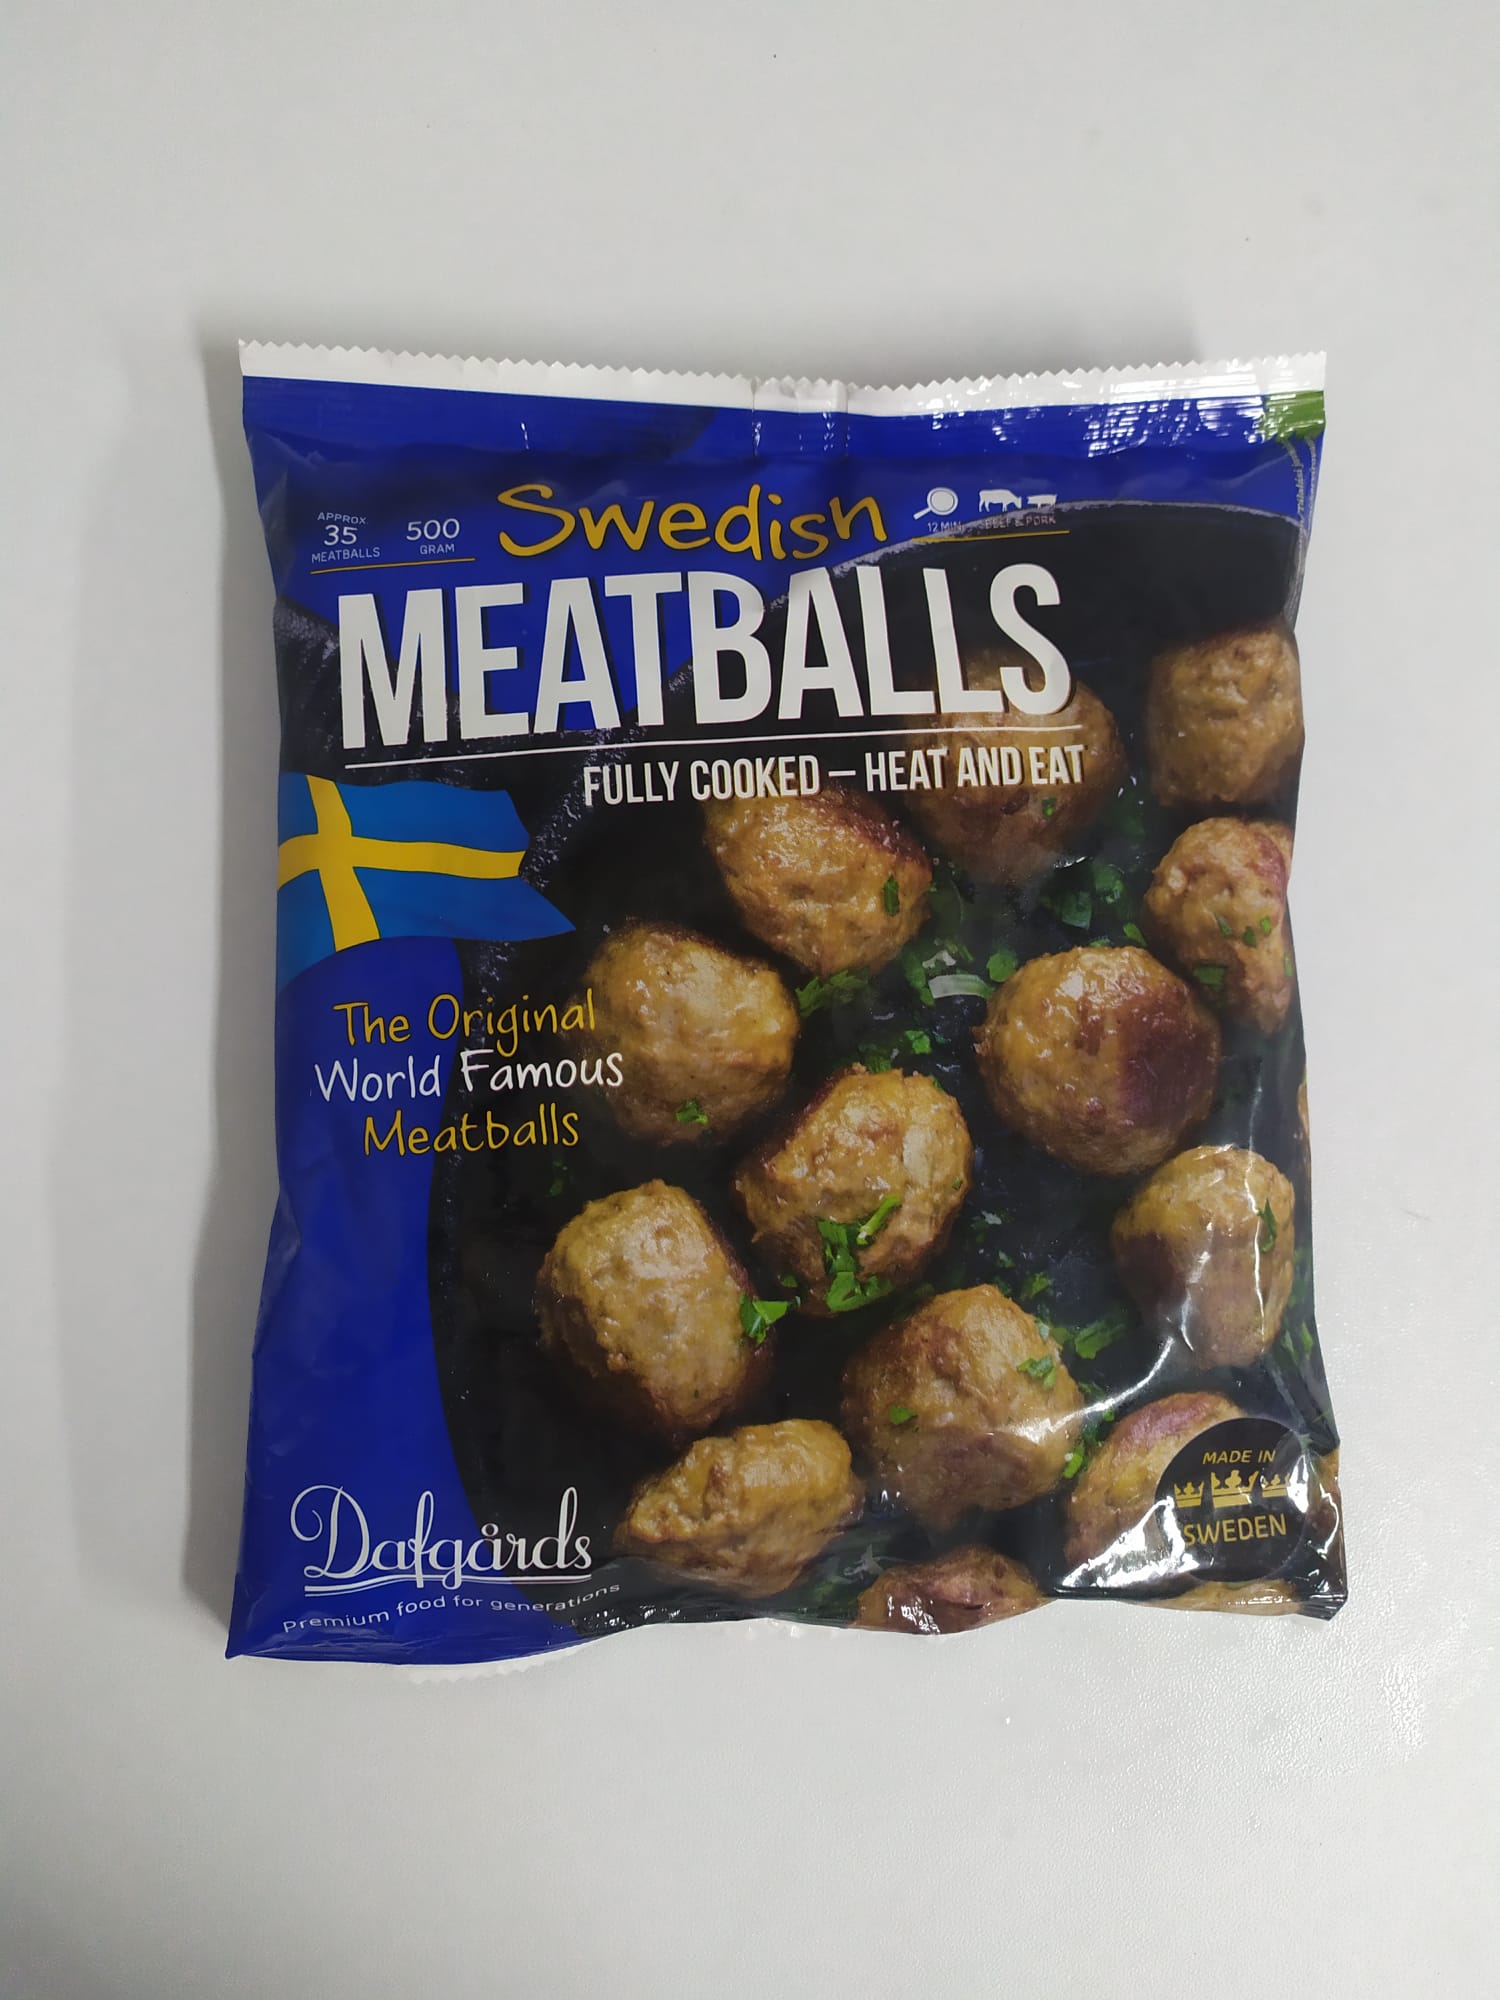 APPROX.
35
MEATBALLS
500
GRAM
Swedish
12 MIN.
BEEF & PORK
MEATBALLS
FULLY COOKED – HEAT AND EAT
The Original
World Famous
Meatballs
Dafgårds
Premium food for generations
MADE IN
SWEDEN